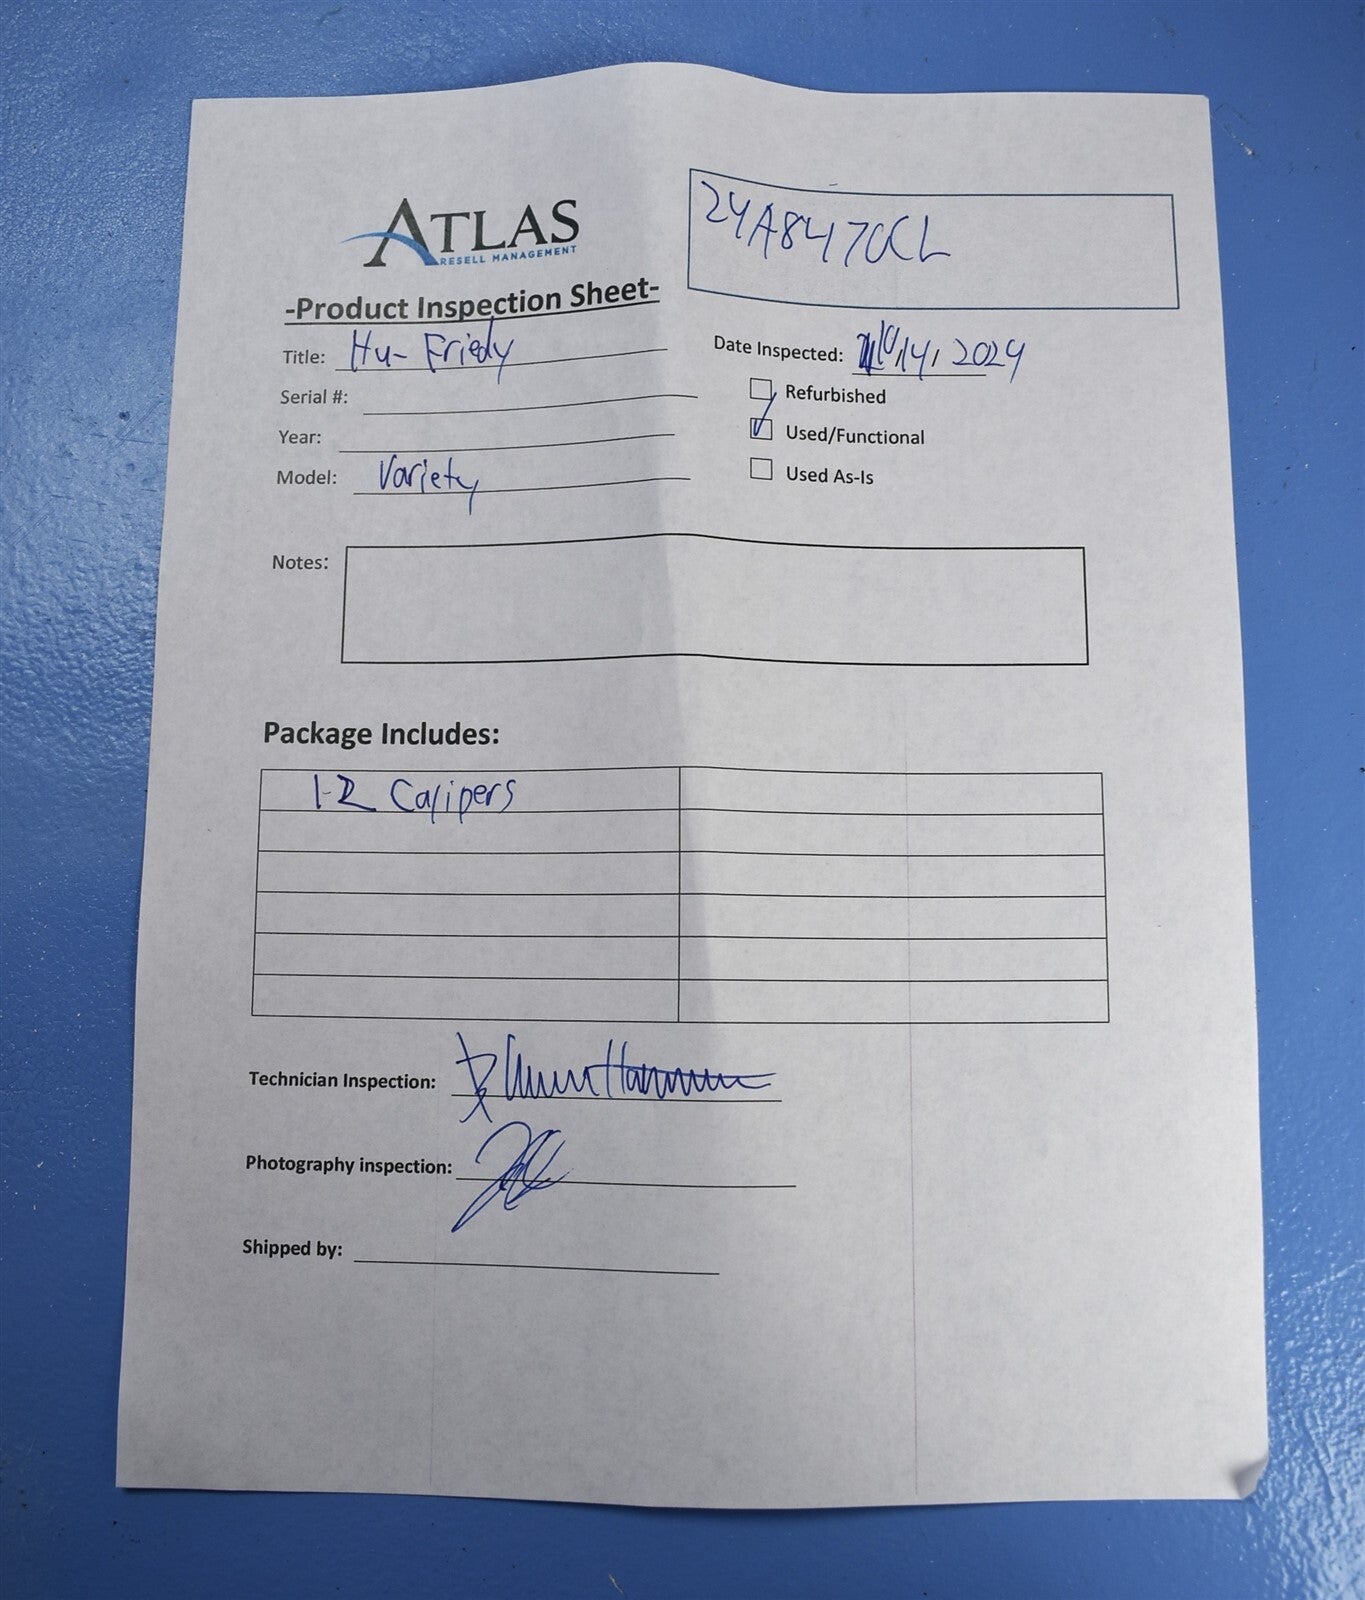 24A8470CL
ATLAS
RESELL MANAGEMENT
-Product Inspection Sheet-
Title: Hu-Friedy
Date Inspected: 10/14/2024
Serial #:
Refurbished
Year:
Used/Functional
Model: Variety
Used As-Is
Notes:
Package Includes:
1-2 Calipers
Technician Inspection:
Photography inspection:
Shipped by: